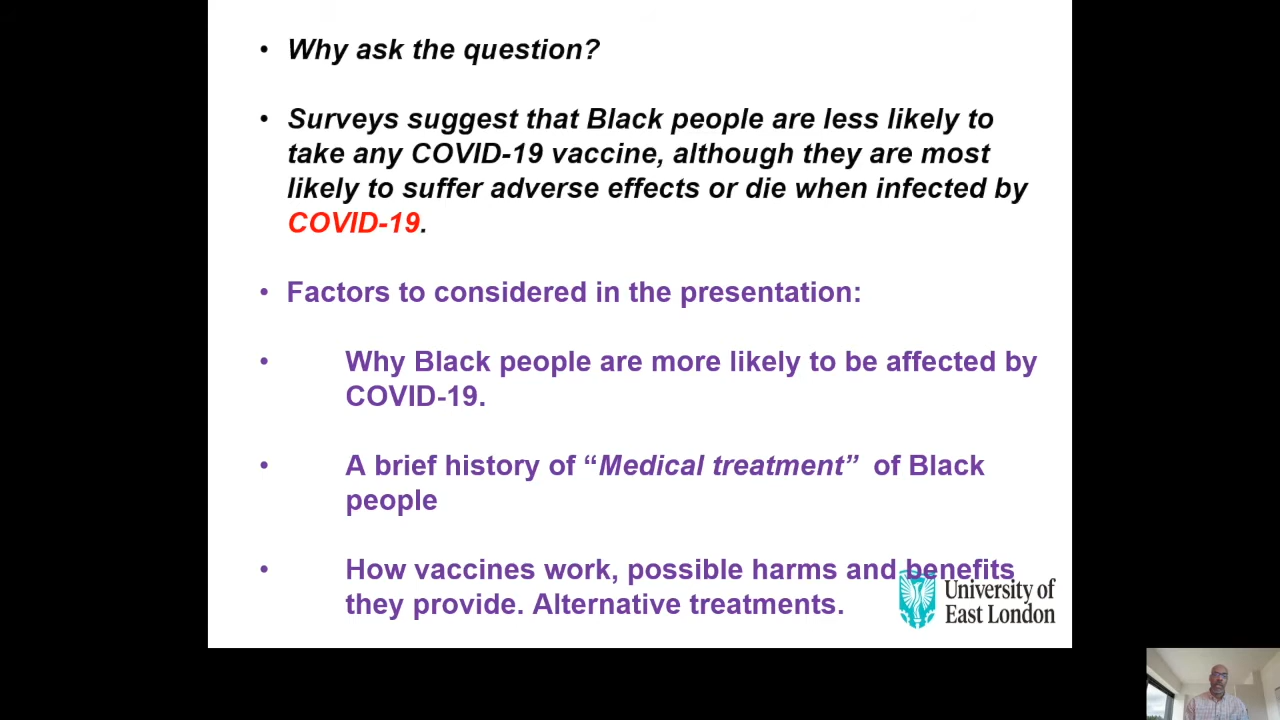 • Why ask the question?
• Surveys suggest that Black people are less likely to
take any COVID-19 vaccine, although they are most
likely to suffer adverse effects or die when infected by
COVID-19.
• Factors to considered in the presentation:
• Why Black people are more likely to be affected by
COVID-19.
• A brief history of “Medical treatment” of Black
people
• How vaccines work, possible harms and benefits
they provide. Alternative treatments.
University of
East London